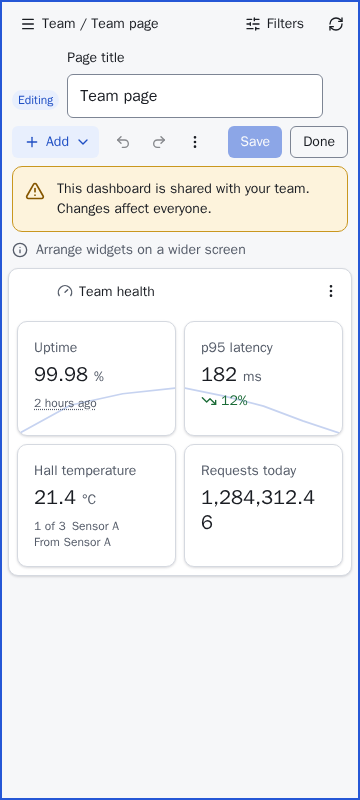 Team / Team page
Filters
Page title
Editing
Team page
Add
Save
Done
This dashboard is shared with your team.
Changes affect everyone.
Arrange widgets on a wider screen
Team health
Uptime
99.98 %
2 hours ago
p95 latency
182 ms
12%
Hall temperature
21.4 °C
1 of 3 Sensor A
From Sensor A
Requests today
1,284,312.4
6